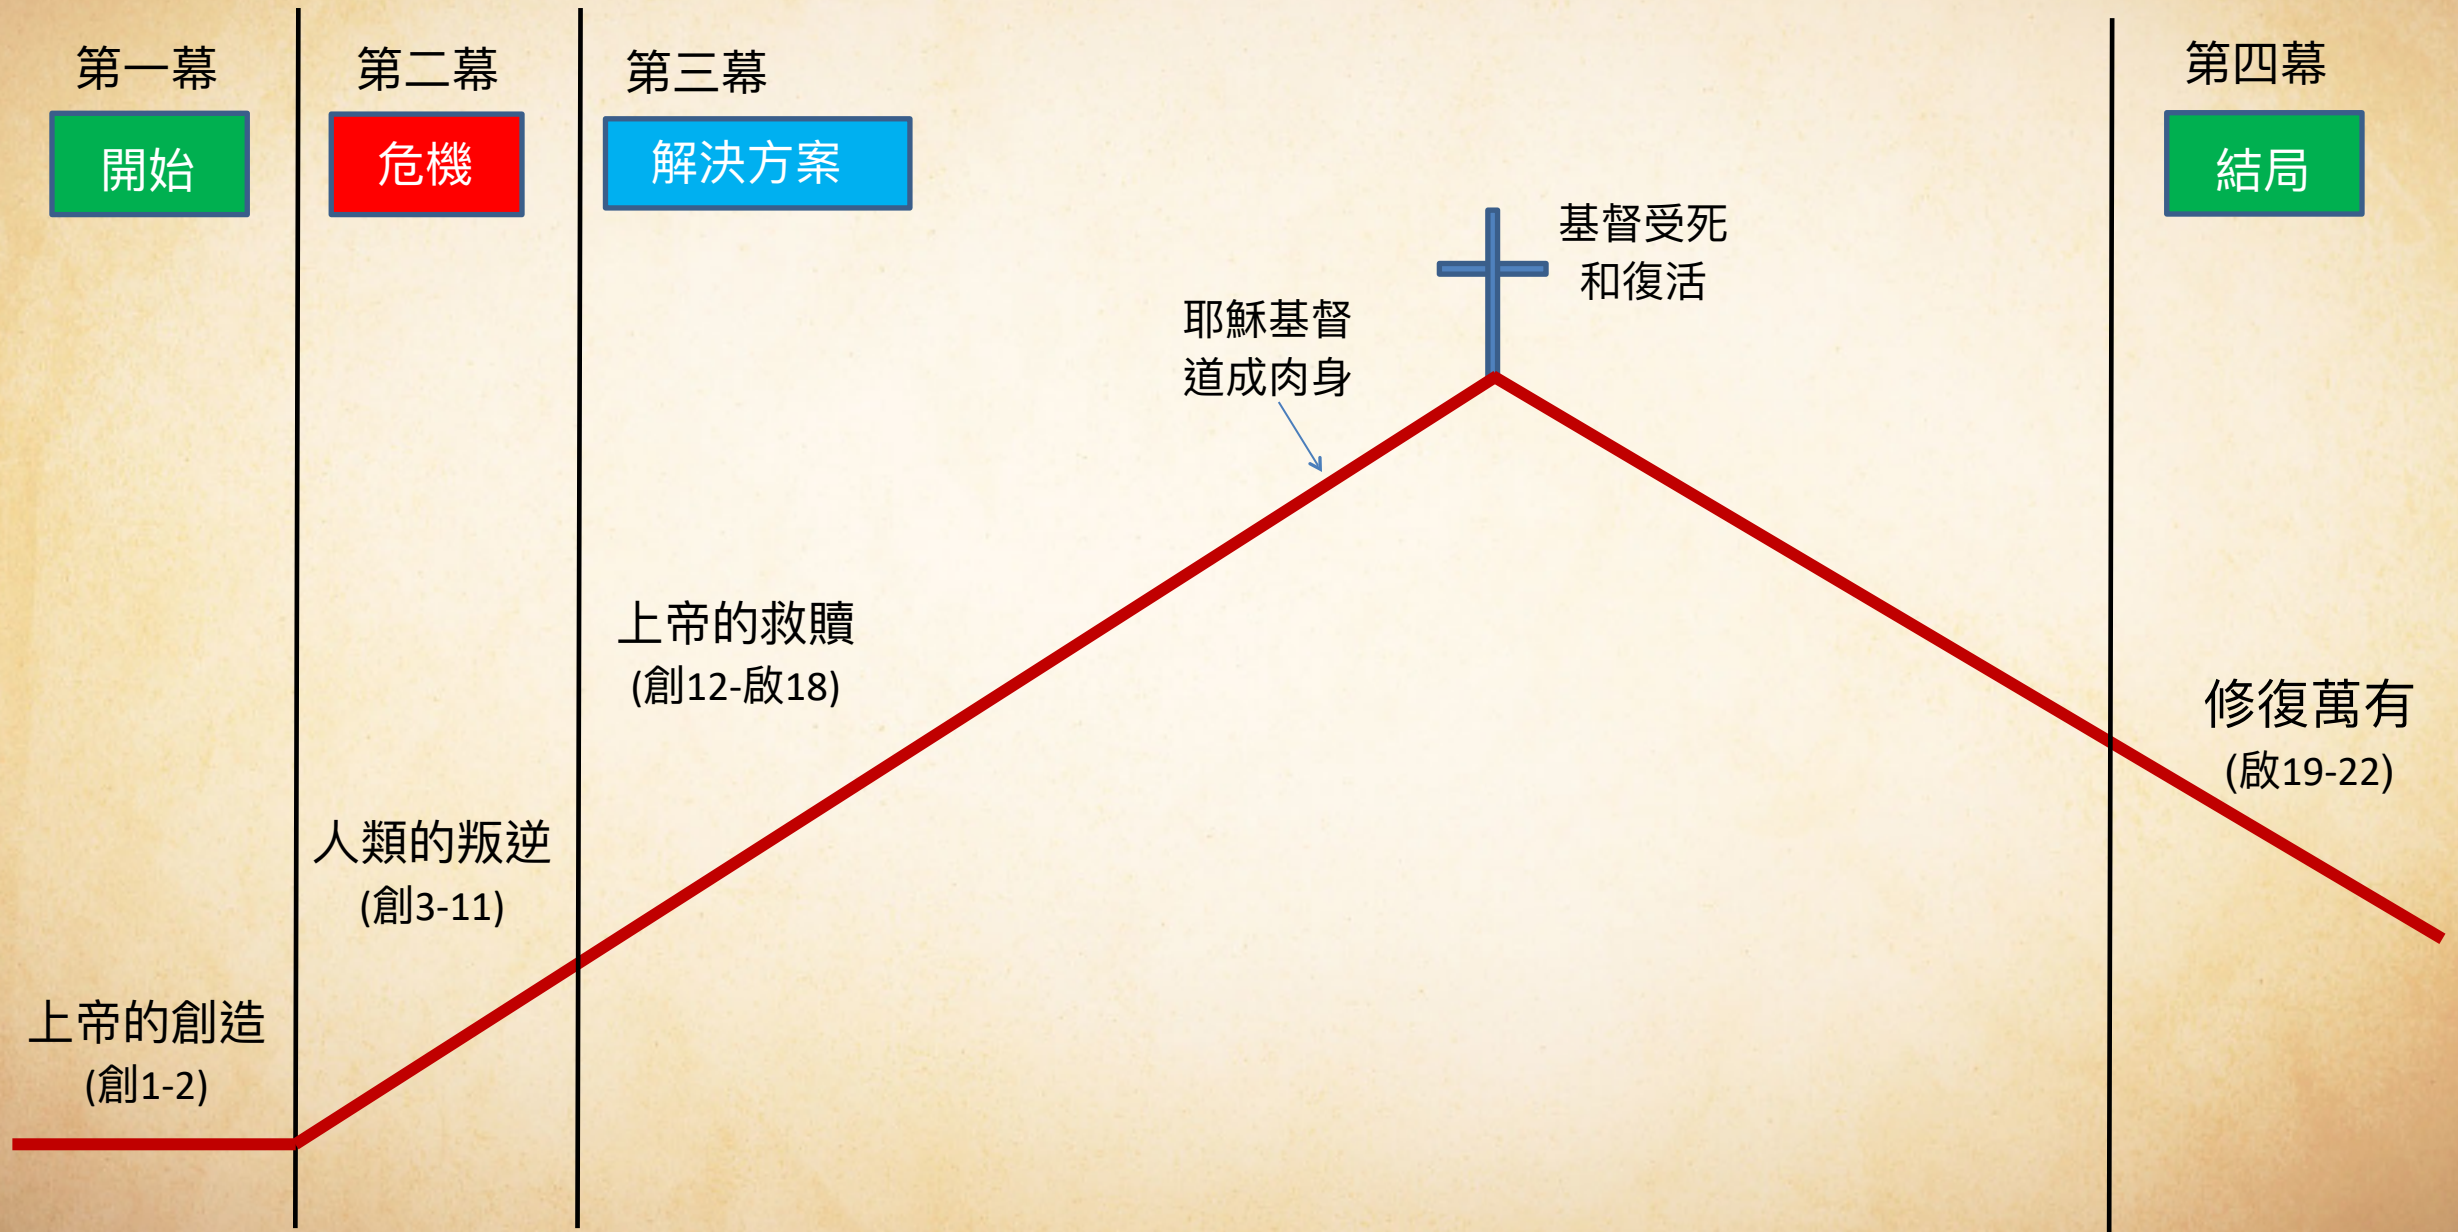 第一幕
開始
第二幕
危機
第三幕
解決方案
第四幕
結局
基督受死
和復活
耶穌基督
道成肉身
上帝的救贖
(創12-啟18)
修復萬有
(啟19-22)
人類的叛逆
(創3-11)
上帝的創造
(創1-2)